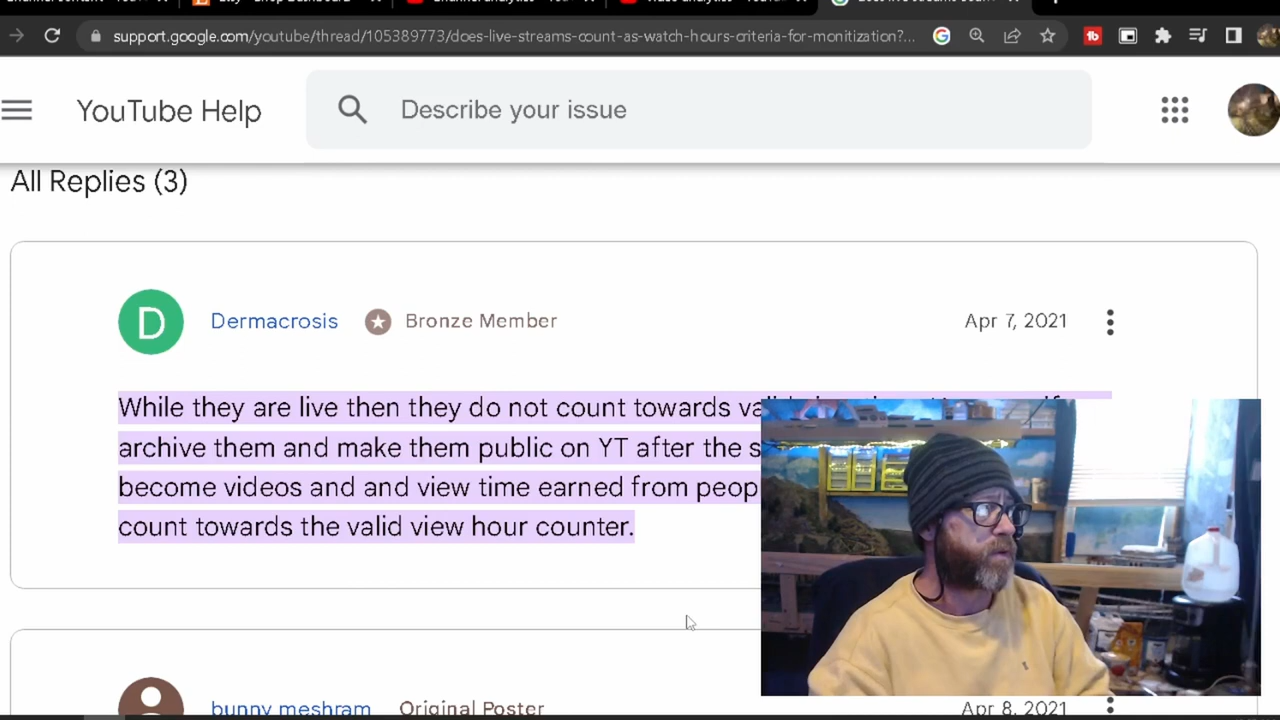 support.google.com/youtube/thread/105389773/does-live-streams-count-as-watch-hours-criteria-for-monitization?...
YouTube Help
Describe your issue
All Replies (3)
D
Dermacrosis Bronze Member Apr 7, 2021
While they are live then they do not count towards
archive them and make them public on YT after the
become videos and and view time earned from
count towards the valid view hour counter.
bunny meshram Original Poster Apr 8, 2021